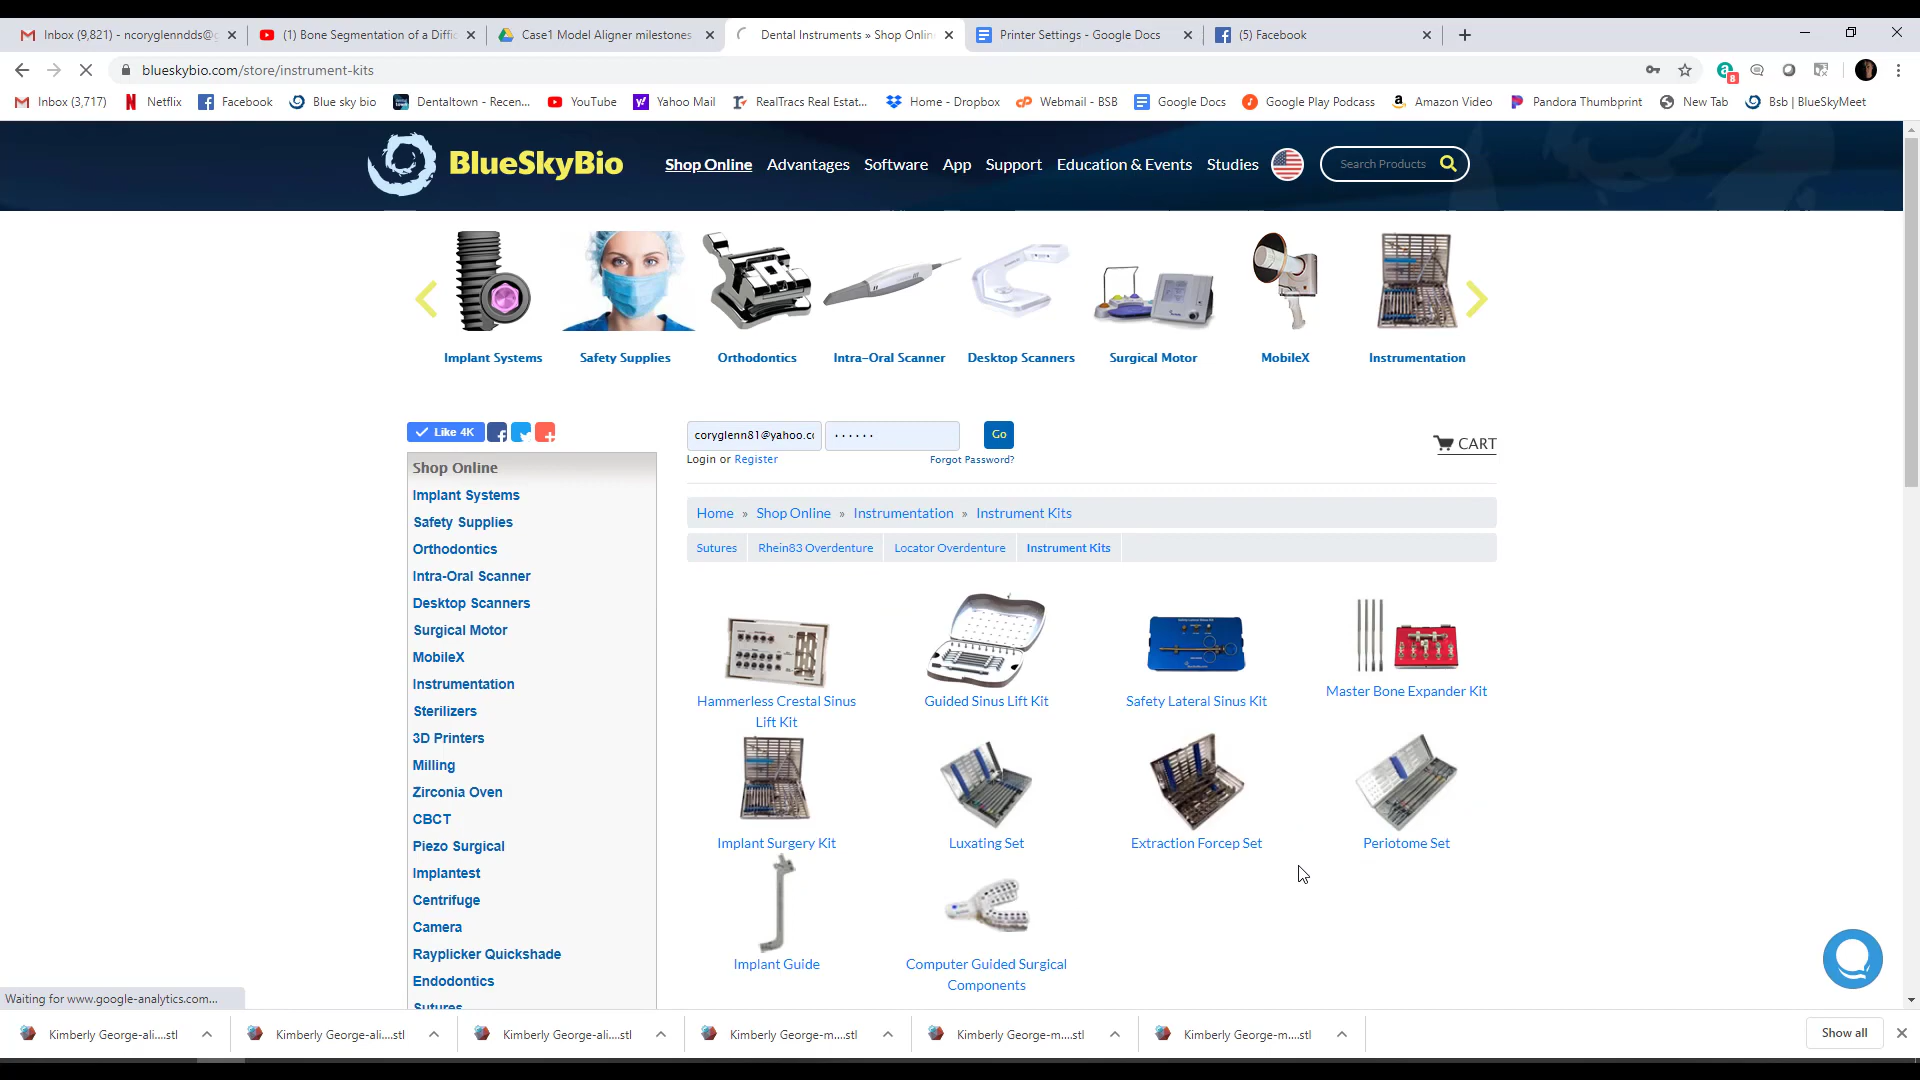 Inbox (9,821) - ncoryglenndds@g
(1) Bone Segmentation of a Diffic
Case1 Model Aligner milestones
Dental Instruments » Shop Onlin
Printer Settings - Google Docs
(5) Facebook
blueskybio.com/store/instrument-kits
8
Inbox (3,717)
Netflix
Facebook
Blue sky bio
Dentaltown - Recen...
YouTube
Yahoo Mail
RealTracs Real Estat...
Home - Dropbox
Webmail - BSB
Google Docs
Google Play Podcass
Amazon Video
Pandora Thumbprint
New Tab
Bsb | BlueSkyMeet
BlueSkyBio
Shop Online
Advantages
Software
App
Support
Education & Events
Studies
Search Products
Implant Systems
Safety Supplies
Orthodontics
Intra-Oral Scanner
Desktop Scanners
Surgical Motor
MobileX
Instrumentation
Like 4K
coryglenn81@yahoo.cc
Go
CART
Login or Register
Forgot Password?
Shop Online
Implant Systems
Safety Supplies
Orthodontics
Intra-Oral Scanner
Desktop Scanners
Surgical Motor
MobileX
Instrumentation
Sterilizers
3D Printers
Milling
Zirconia Oven
CBCT
Piezo Surgical
Implantest
Centrifuge
Camera
Rayplicker Quickshade
Endodontics
Sutures
Home » Shop Online » Instrumentation » Instrument Kits
Sutures
Rhein83 Overdenture
Locator Overdenture
Instrument Kits
Hammerless Crestal Sinus
Lift Kit
Guided Sinus Lift Kit
Safety Lateral Sinus Kit
Master Bone Expander Kit
Implant Surgery Kit
Luxating Set
Extraction Forcep Set
Periotome Set
Implant Guide
Computer Guided Surgical
Components
Waiting for www.google-analytics.com...
Kimberly George-ali....stl
Kimberly George-ali....stl
Kimberly George-ali....stl
Kimberly George-m....stl
Kimberly George-m....stl
Kimberly George-m....stl
Show all